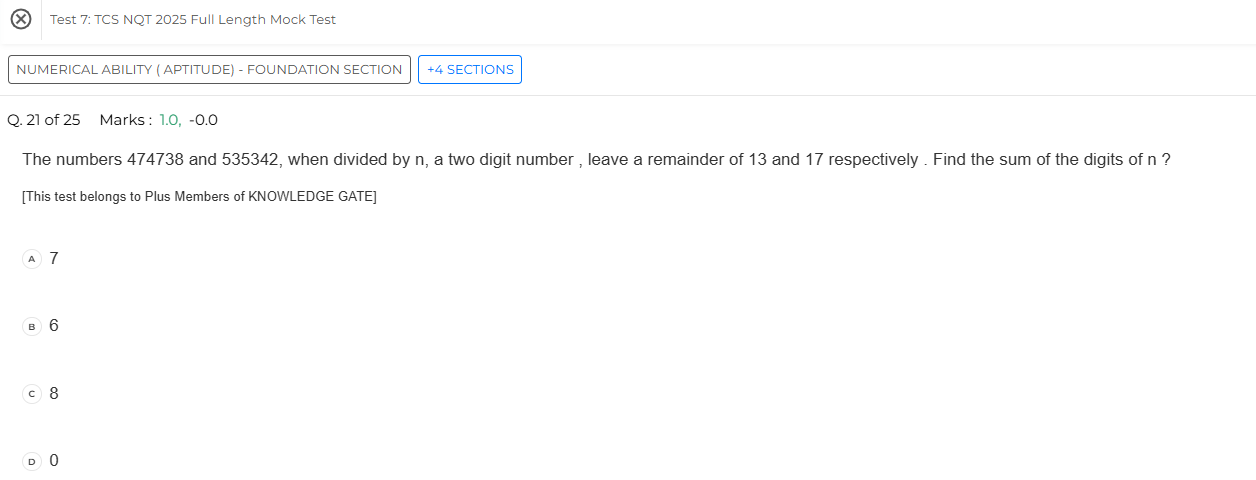 Test 7: TCS NQT 2025 Full Length Mock Test
NUMERICAL ABILITY ( APTITUDE) - FOUNDATION SECTION +4 SECTIONS
Q. 21 of 25 Marks : 1.0, -0.0
The numbers 474738 and 535342, when divided by n, a two digit number , leave a remainder of 13 and 17 respectively . Find the sum of the digits of n ?
[This test belongs to Plus Members of KNOWLEDGE GATE]
A 7
B 6
C 8
D 0